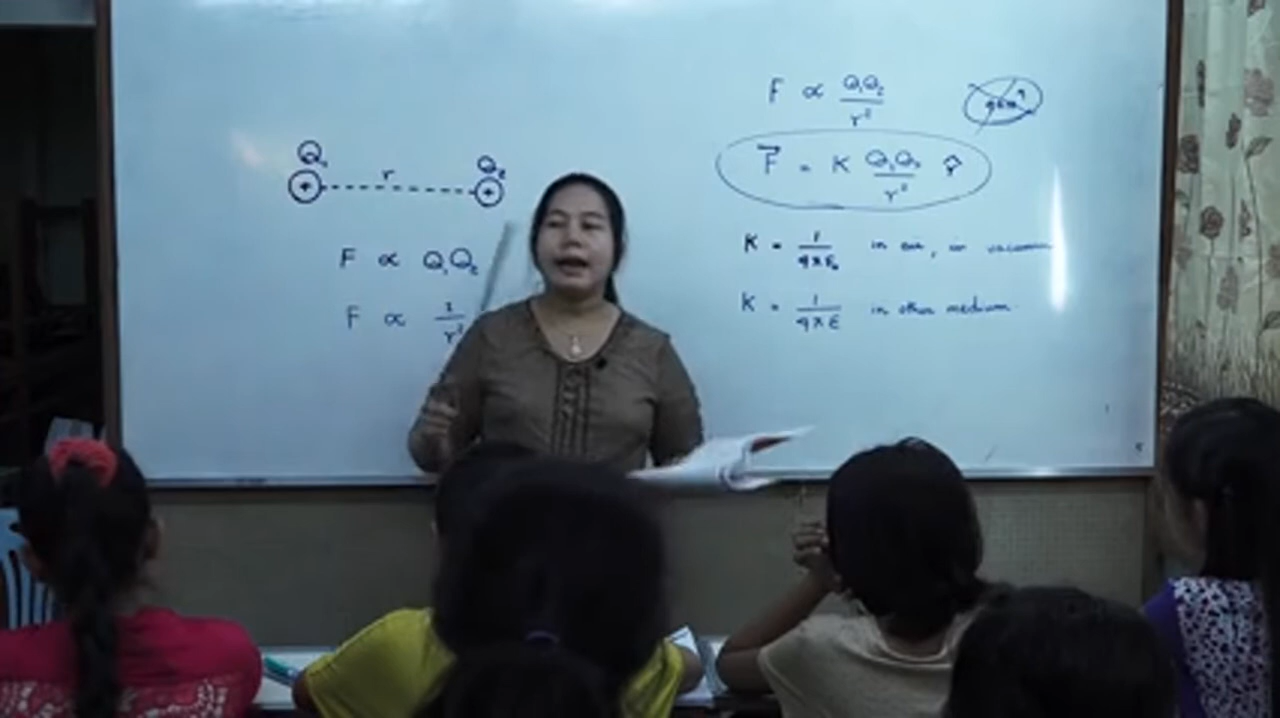 Q₁ Q₂
+ r +
F ∝ Q₁Q₂
F ∝ 1/r²
F ∝ Q₁Q₂/r²
F⃗ = K Q₁Q₂/r² r̂
K = 1/4πε₀ in air, or vacuum
K = 1/4πε in other medium